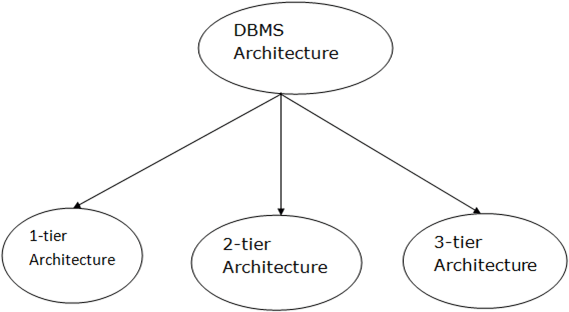 DBMS
Architecture
1-tier
Architecture
2-tier
Architecture
3-tier
Architecture